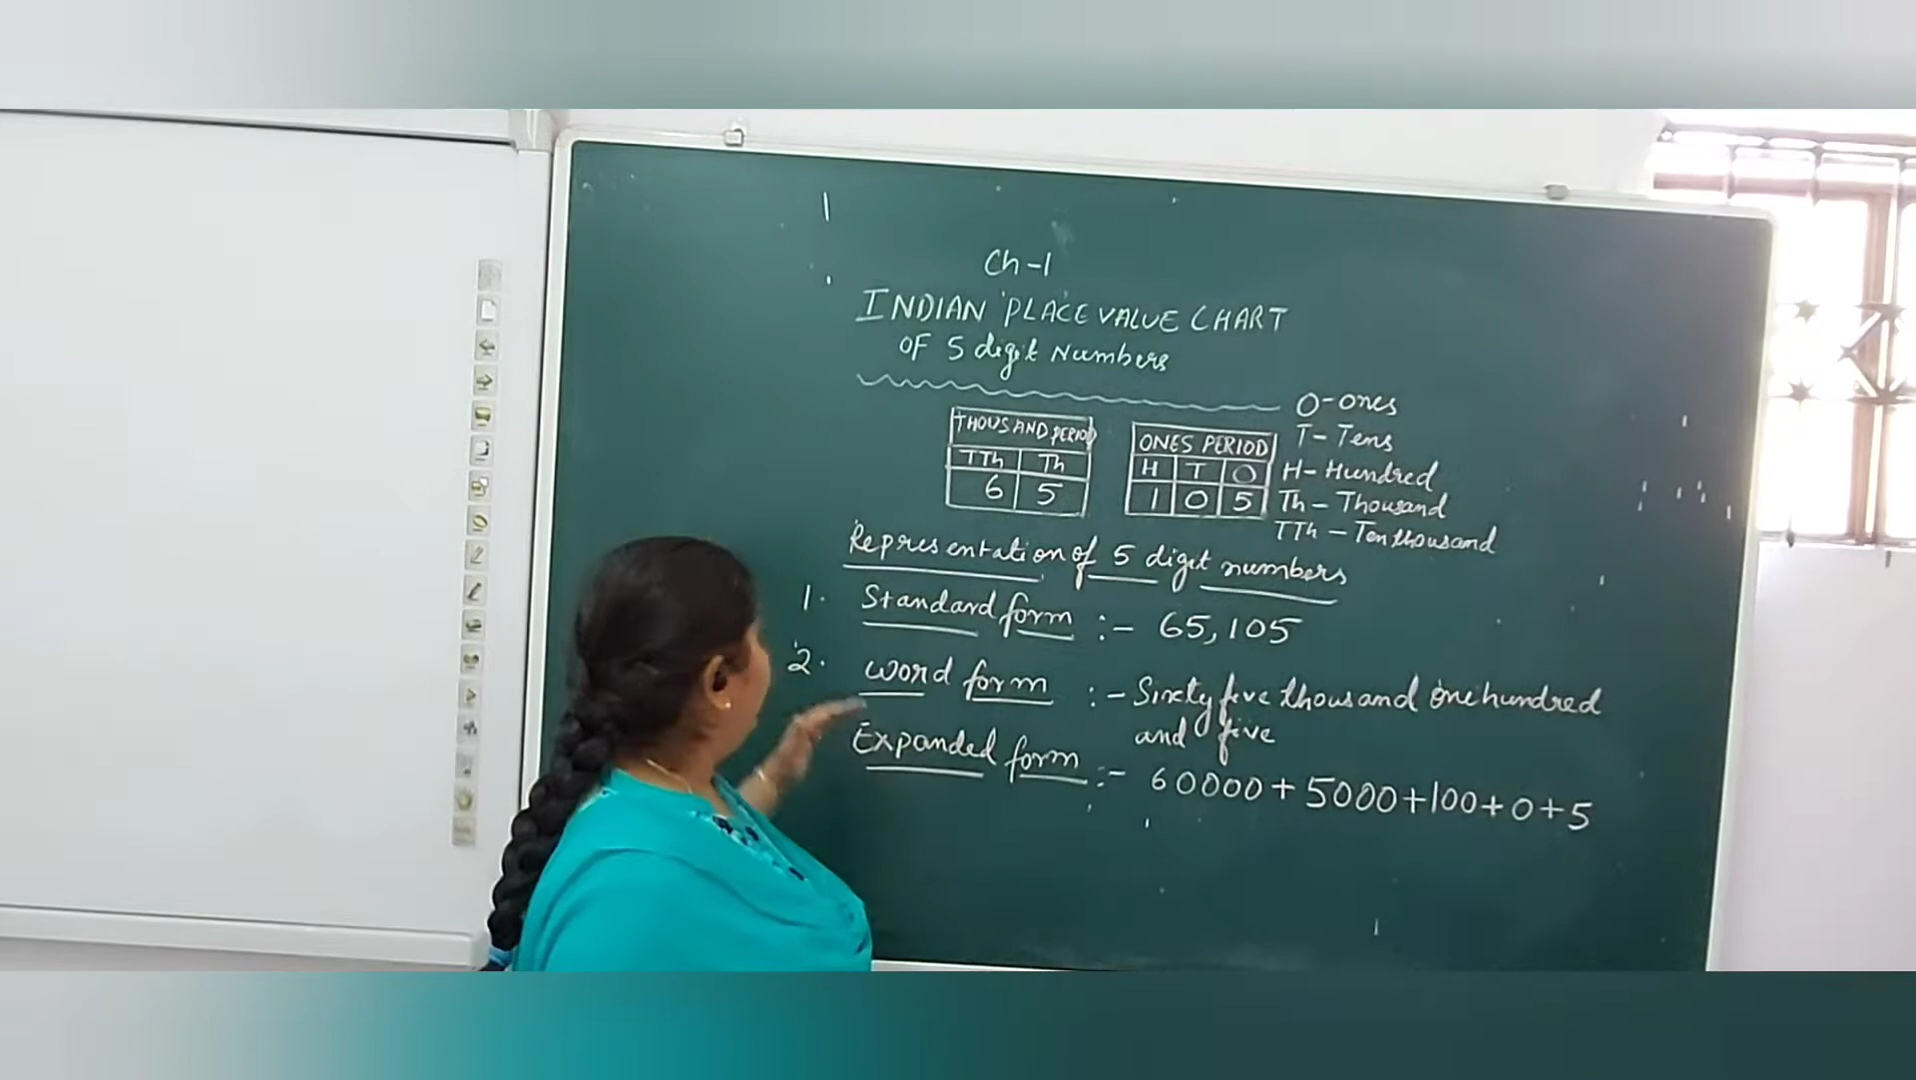 Ch-1
INDIAN PLACE VALUE CHART
OF 5 digit Numbers
O-ones
T-Tens
H-Hundred
Th-Thousand
TTh-Ten thousand
THOUSAND PERIOD
TTh Th
6 5
ONES PERIOD
H T O
1 0 5
Representation of 5 digit numbers
1. Standard form :- 65,105
2. word form :- Sixty five thousand one hundred
and five
Expanded form :- 60000+5000+100+0+5